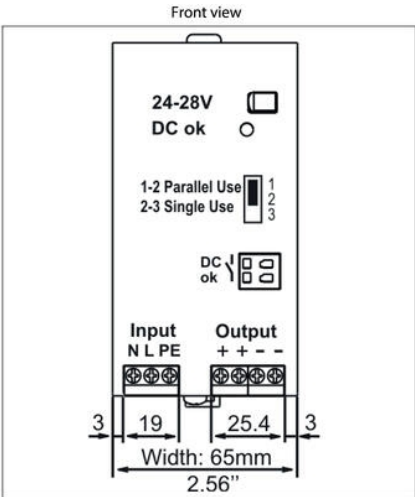 Front view
24-28V
DC ok
1-2 Parallel Use
2-3 Single Use
1
2
3
DC
ok
Input Output
N L PE + + - -
3 19 25.4 3
Width: 65mm
2.56''